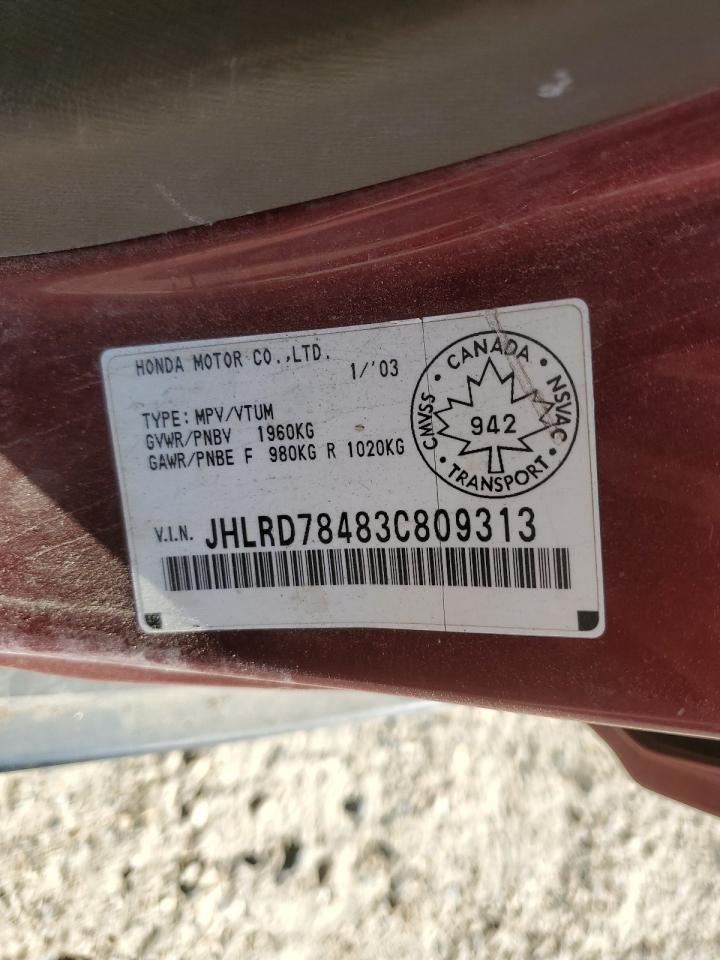 HONDA MOTOR CO.,LTD.
1/'03
TYPE: MPV/VTUM
GVWR/PNBV 1960KG
GAWR/PNBE F 980KG R 1020KG
CMVSS • CANADA • NSVAC • TRANSPORT •
942
V.I.N. JHLRD78483C809313